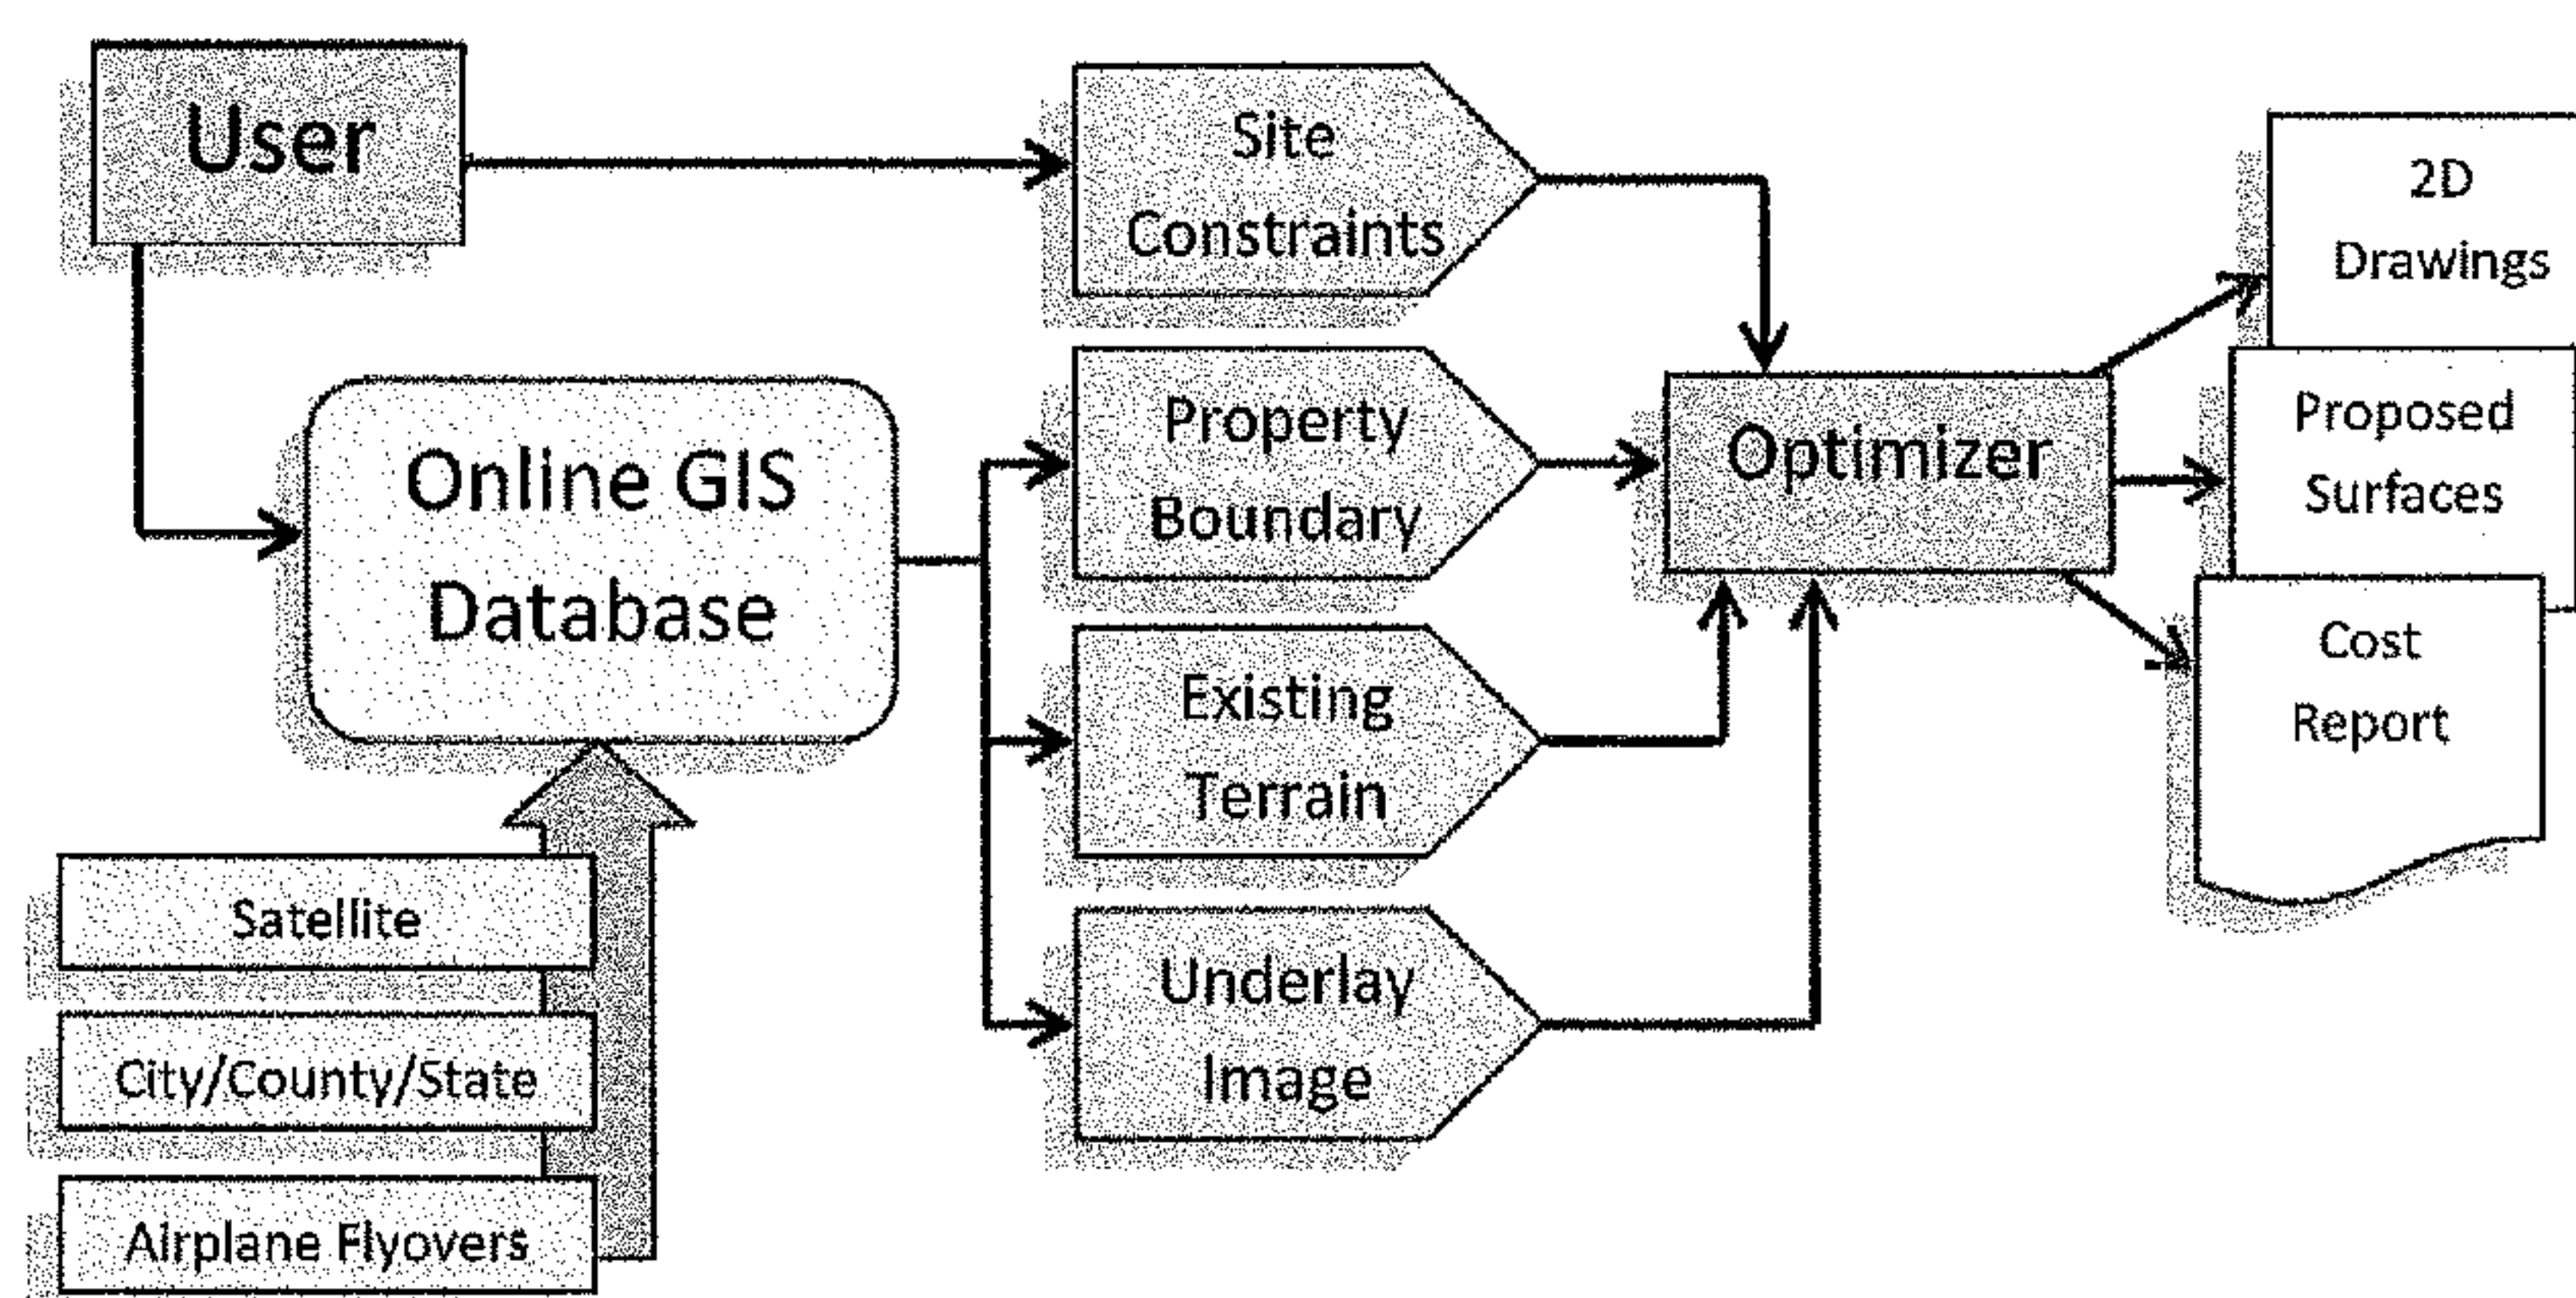 User
Site
Constraints
2D
Drawings
Online GIS
Database
Property
Boundary
Optimizer
Proposed
Surfaces
Existing
Terrain
Cost
Report
Satellite
City/County/State
Airplane Flyovers
Underlay
Image